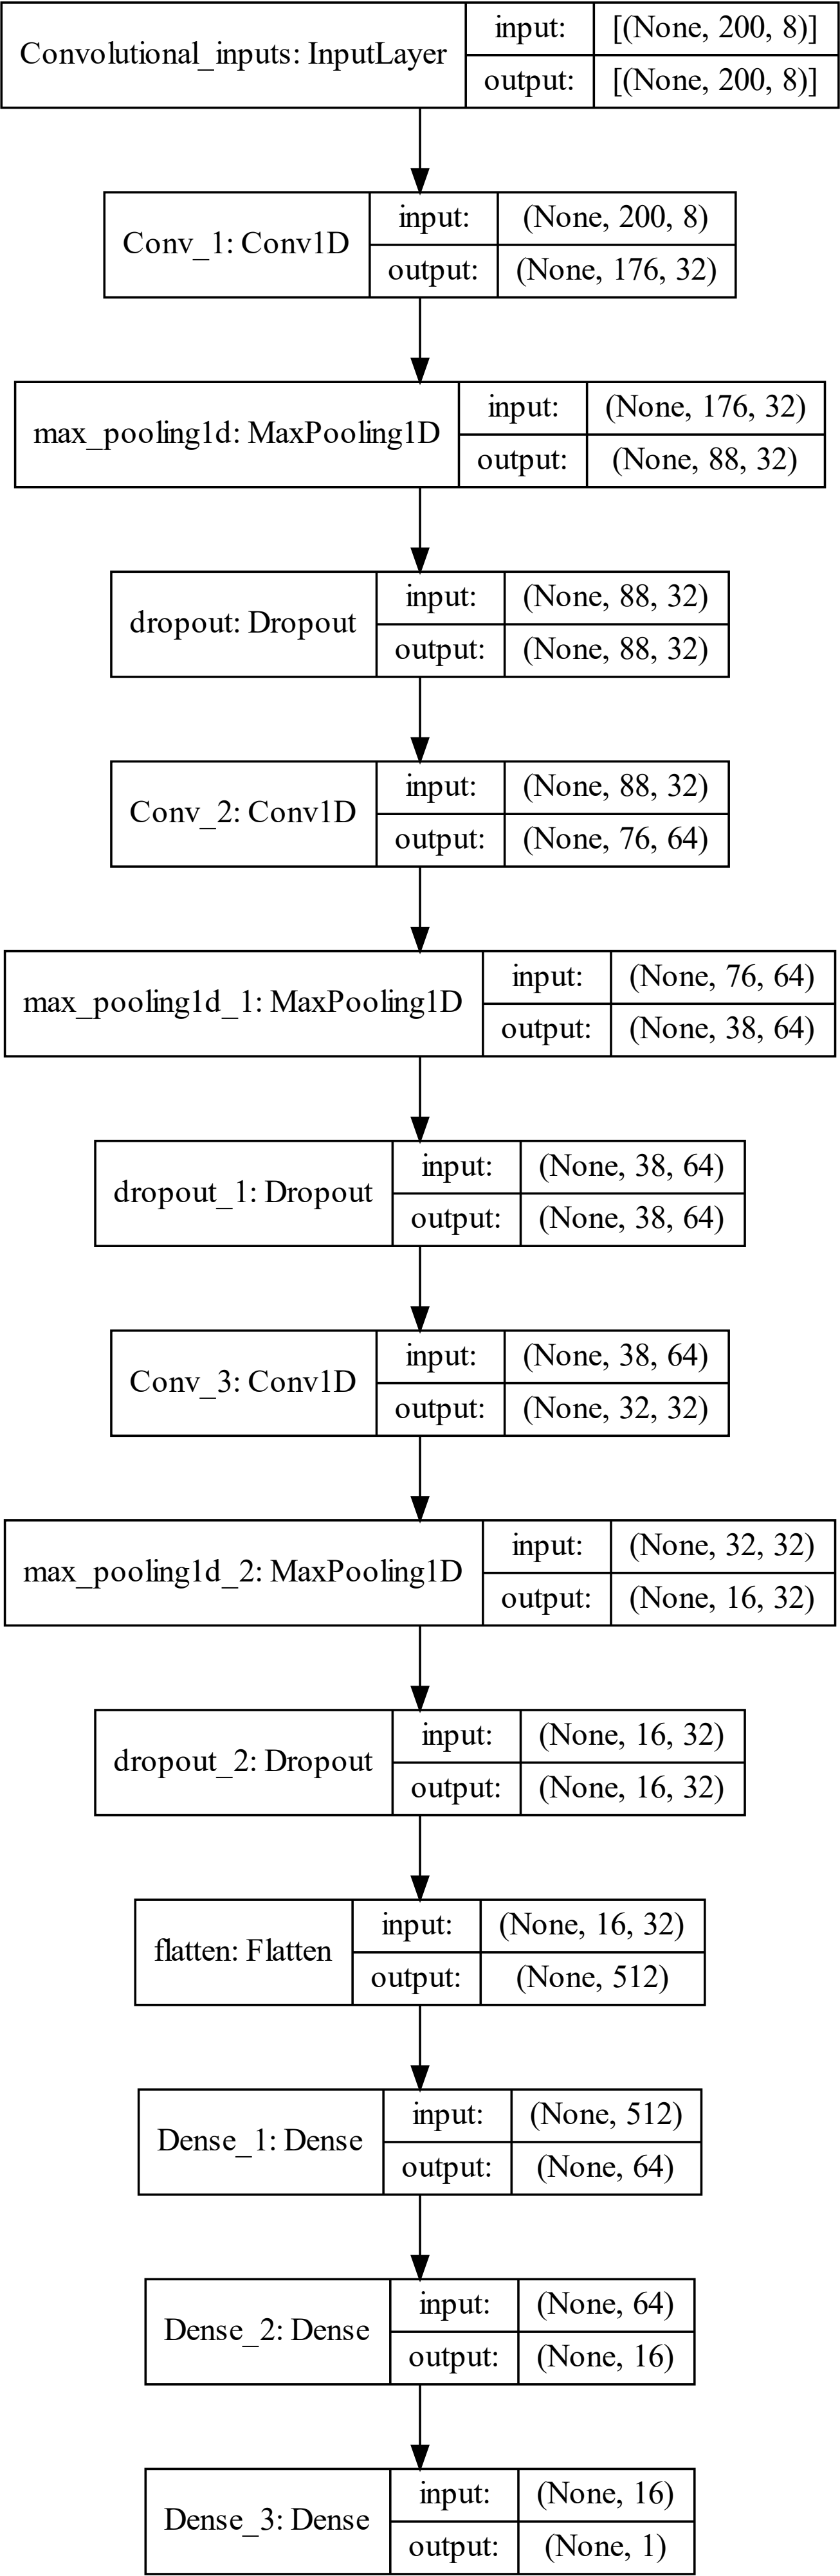 Convolutional_inputs: InputLayer
input: [(None, 200, 8)]
output: [(None, 200, 8)]
Conv_1: Conv1D
input: (None, 200, 8)
output: (None, 176, 32)
max_pooling1d: MaxPooling1D
input: (None, 176, 32)
output: (None, 88, 32)
dropout: Dropout
input: (None, 88, 32)
output: (None, 88, 32)
Conv_2: Conv1D
input: (None, 88, 32)
output: (None, 76, 64)
max_pooling1d_1: MaxPooling1D
input: (None, 76, 64)
output: (None, 38, 64)
dropout_1: Dropout
input: (None, 38, 64)
output: (None, 38, 64)
Conv_3: Conv1D
input: (None, 38, 64)
output: (None, 32, 32)
max_pooling1d_2: MaxPooling1D
input: (None, 32, 32)
output: (None, 16, 32)
dropout_2: Dropout
input: (None, 16, 32)
output: (None, 16, 32)
flatten: Flatten
input: (None, 16, 32)
output: (None, 512)
Dense_1: Dense
input: (None, 512)
output: (None, 64)
Dense_2: Dense
input: (None, 64)
output: (None, 16)
Dense_3: Dense
input: (None, 16)
output: (None, 1)